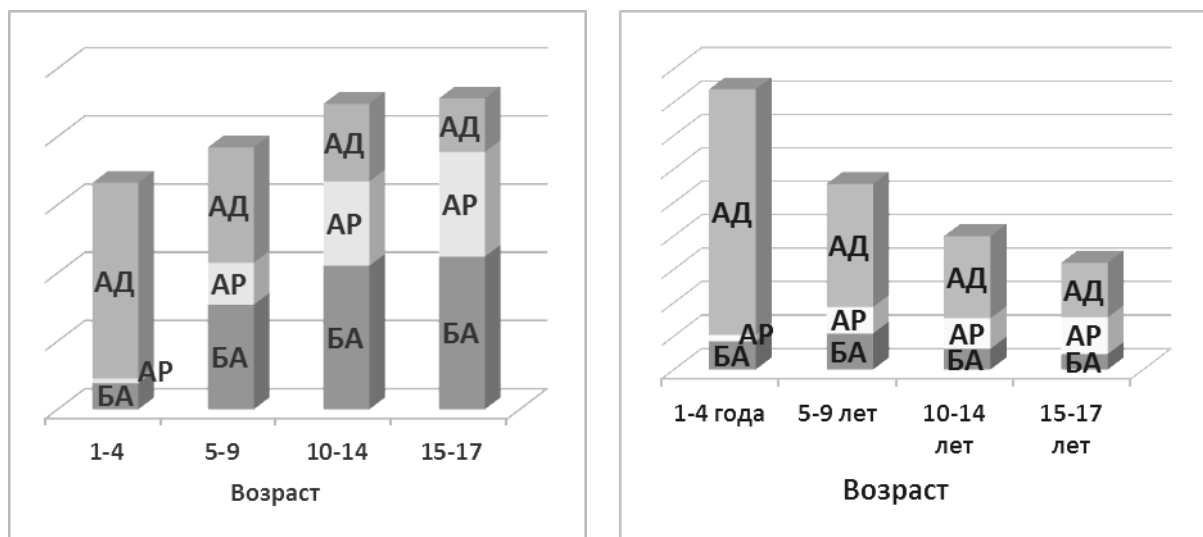 АД
АР
БА
АД
АР
БА
АД
АР
БА
АД
АР
БА
1-4 5-9 10-14 15-17
Возраст
АД
АР
БА
АД
АР
БА
АД
АР
БА
АД
АР
БА
1-4 года 5-9 лет 10-14 15-17
лет лет
Возраст